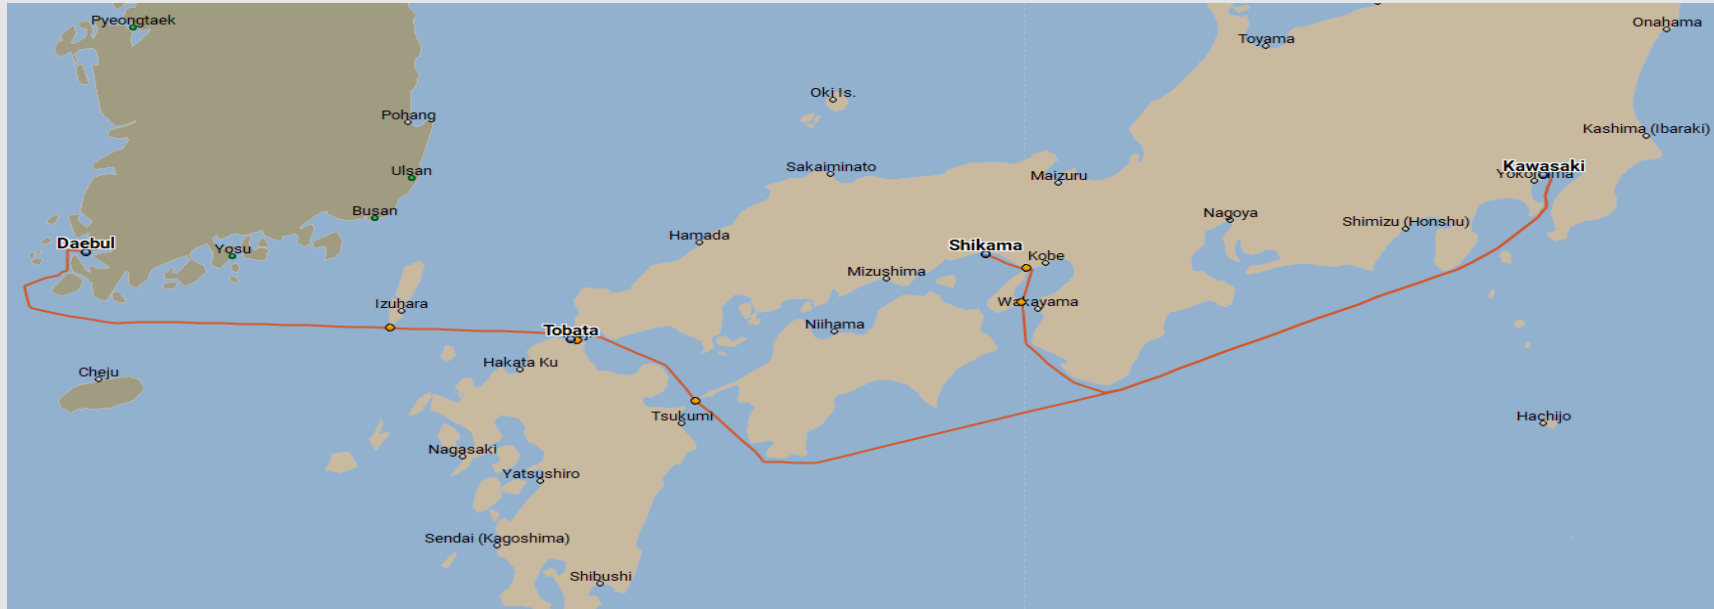 Pyeongtaek
Onahama
Toyama
Oki Is.
Pohang
Kashima (Ibaraki)
Sakaiminato
Kawasaki
Ulsan
Maizuru
Yokohama
Busan
Nagoya
Shimizu (Honshu)
Hamada
Daebul
Yosu
Shikama
Kobe
Mizushima
Izuhara
Wakayama
Niihama
Tobata
Hakata Ku
Cheju
Tsukumi
Hachijo
Nagasaki
Yatsushiro
Sendai (Kagoshima)
Shibushi